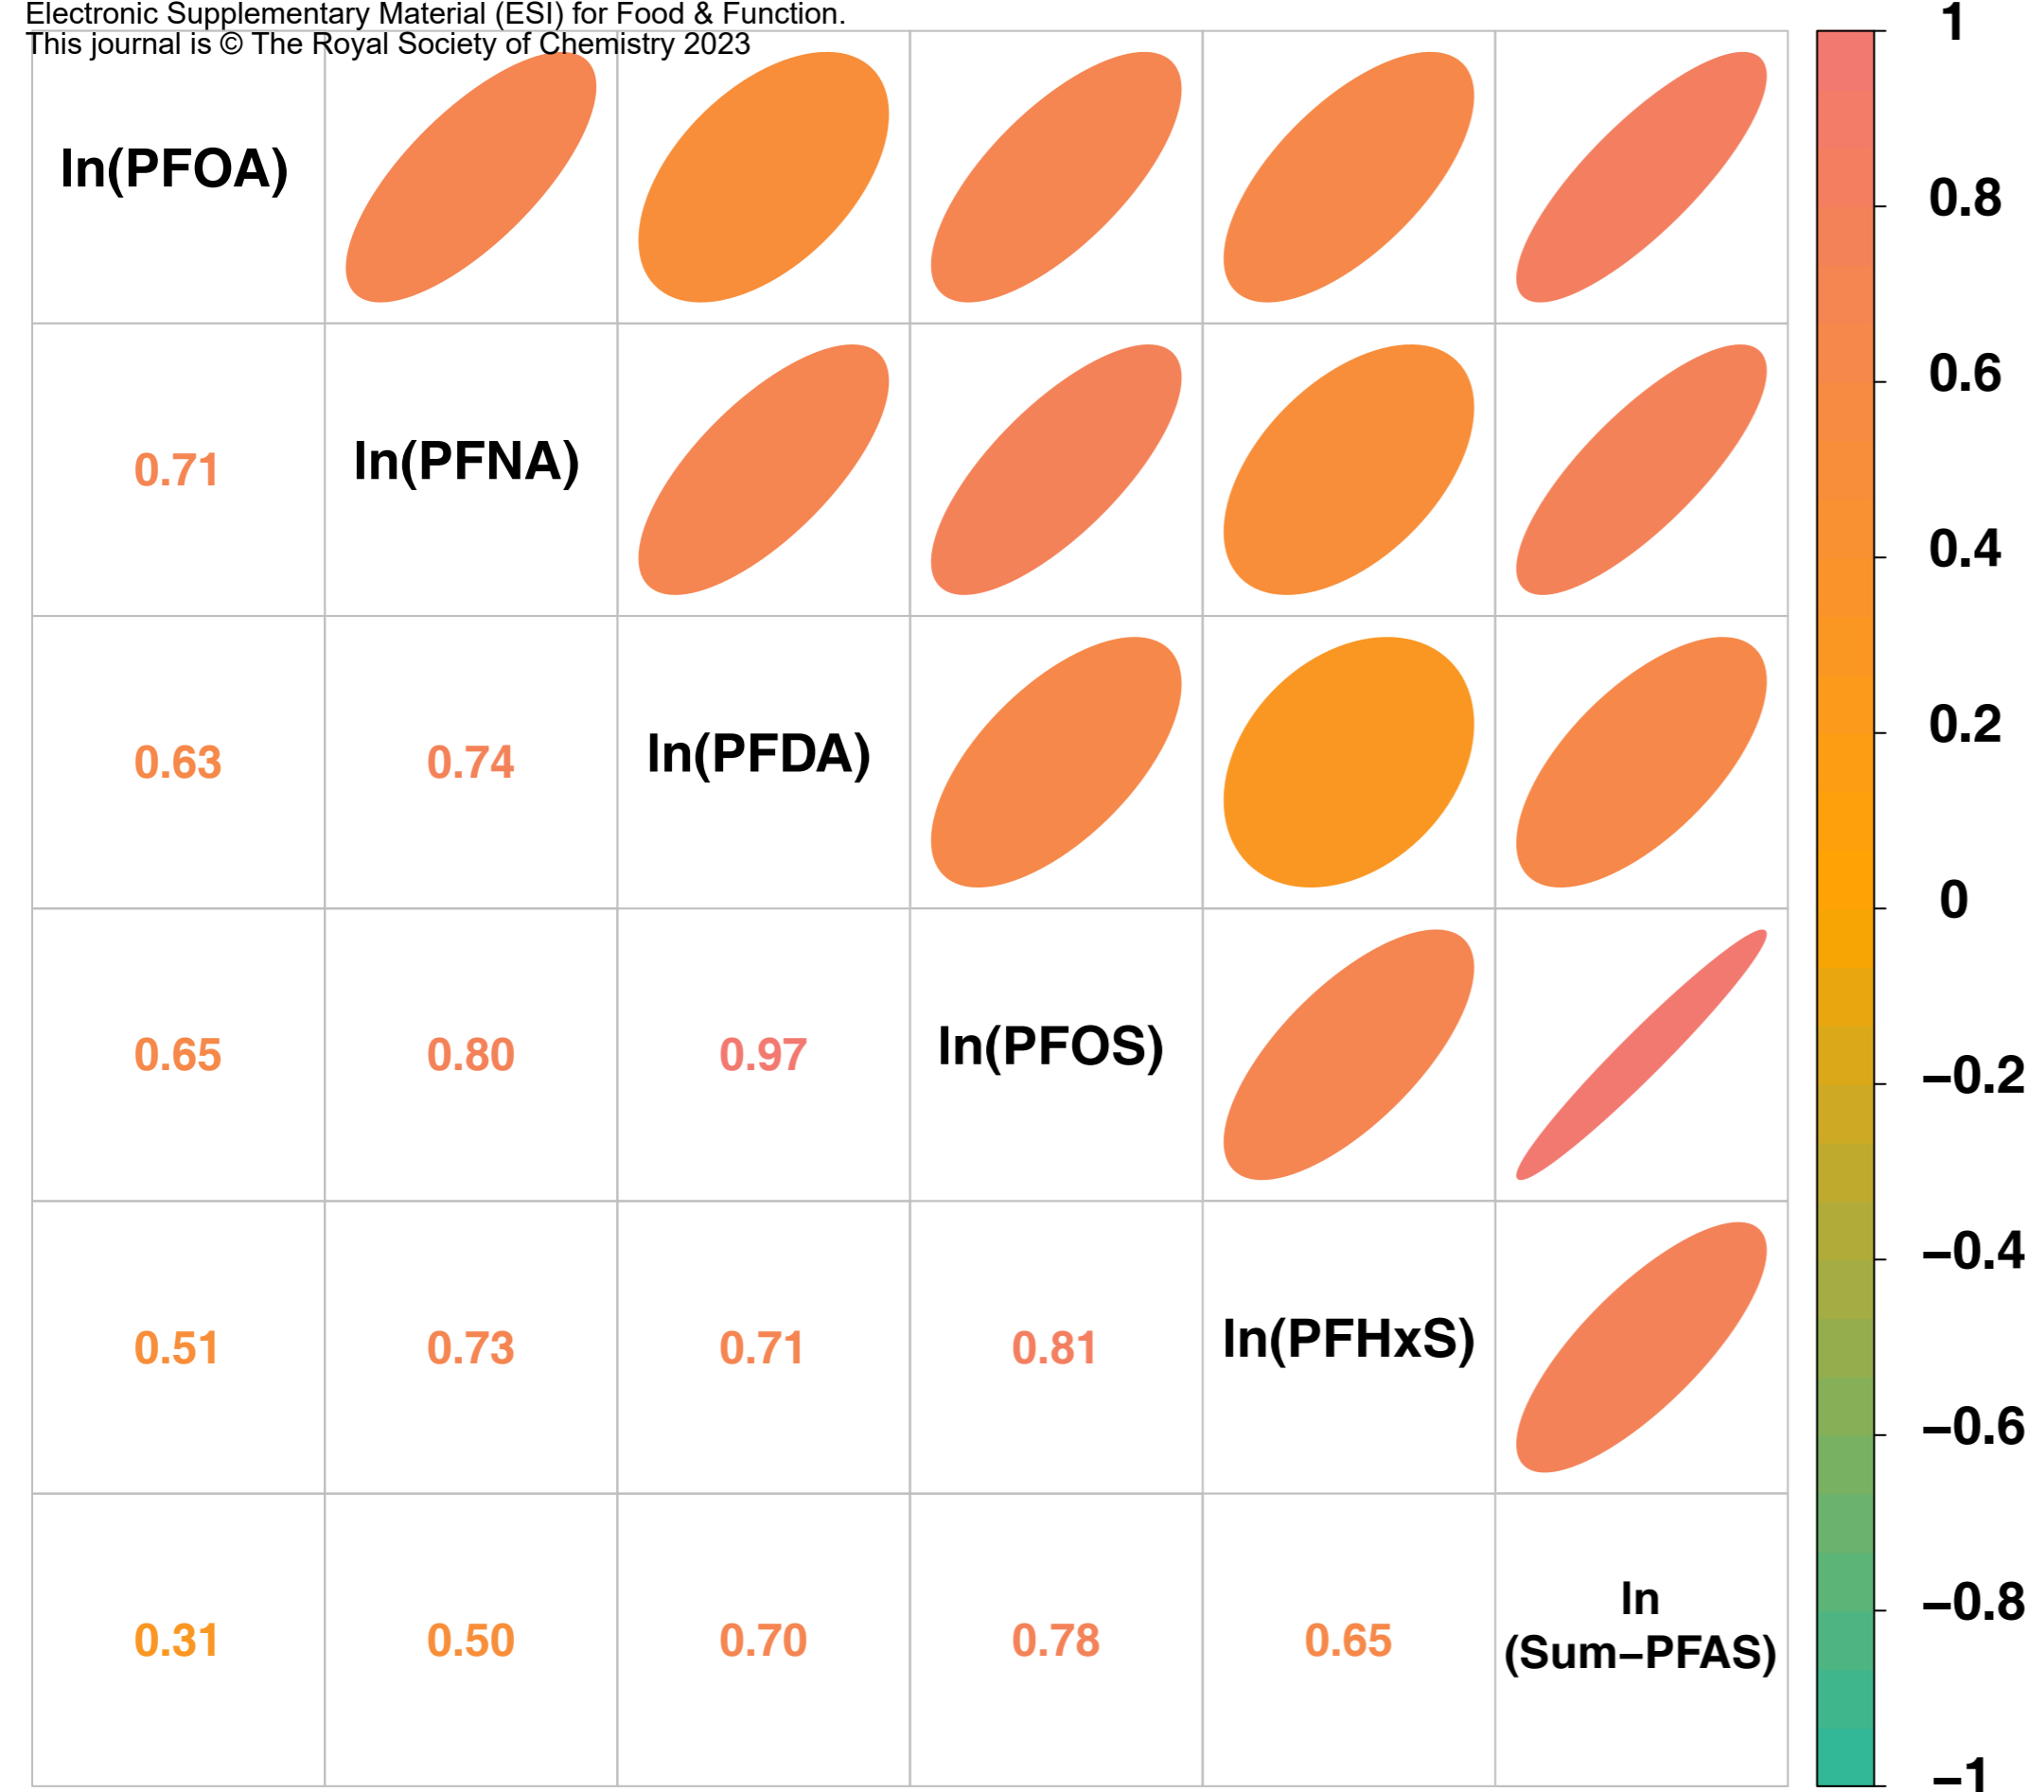 Electronic Supplementary Material (ESI) for Food & Function.
This journal is © The Royal Society of Chemistry 2023
ln(PFOA)
0.71 ln(PFNA)
0.63 0.74 ln(PFDA)
0.65 0.80 0.97 ln(PFOS)
0.51 0.73 0.71 0.81 ln(PFHxS)
0.31 0.50 0.70 0.78 0.65 ln
(Sum−PFAS)
1
0.8
0.6
0.4
0.2
0
−0.2
−0.4
−0.6
−0.8
−1